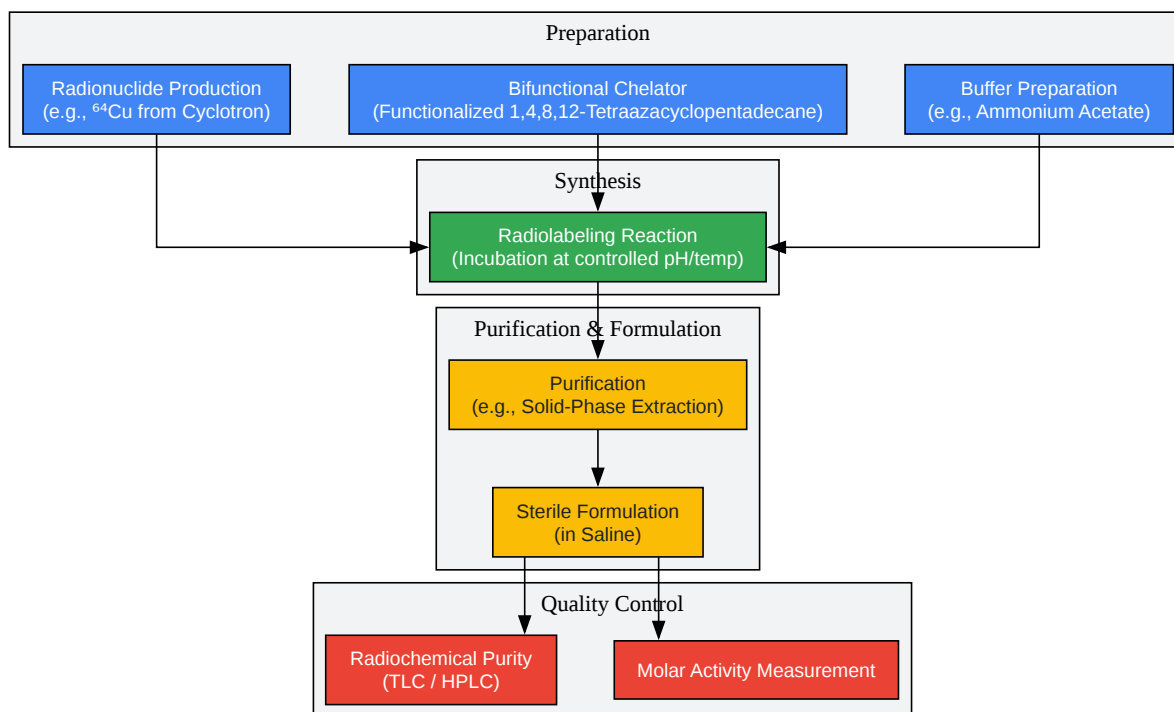 Preparation
Radionuclide Production
(e.g., ⁶⁴Cu from Cyclotron)
Bifunctional Chelator
(Functionalized 1,4,8,12-Tetraazacyclopentadecane)
Buffer Preparation
(e.g., Ammonium Acetate)
Synthesis
Radiolabeling Reaction
(Incubation at controlled pH/temp)
Purification & Formulation
Purification
(e.g., Solid-Phase Extraction)
Sterile Formulation
(in Saline)
Quality Control
Radiochemical Purity
(TLC / HPLC)
Molar Activity Measurement